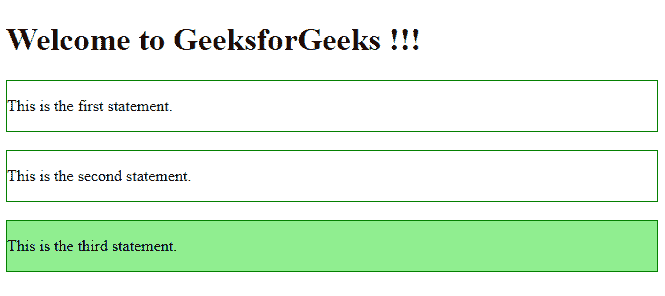 Welcome to GeeksforGeeks !!!
This is the first statement.
This is the second statement.
This is the third statement.